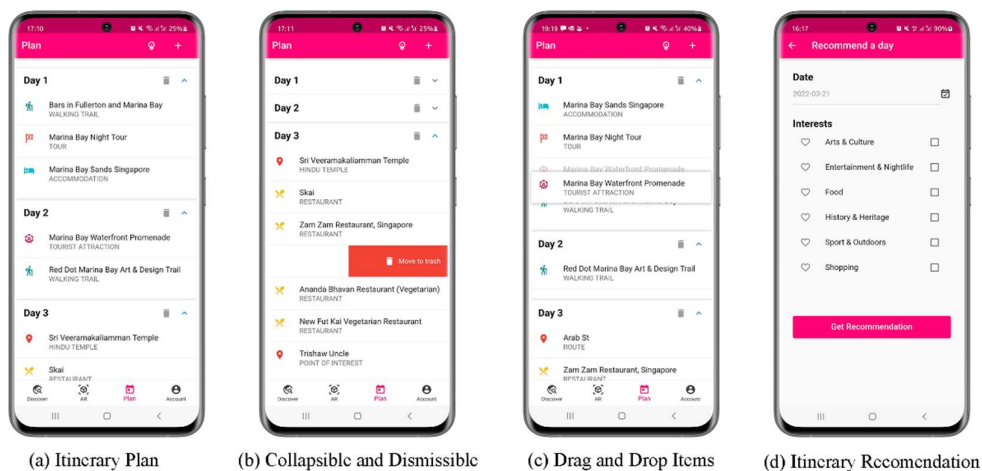 17:10
25%
Plan
Day 1
Bars in Fullerton and Marina Bay
WALKING TRAIL
Marina Bay Night Tour
TOUR
Marina Bay Sands Singapore
ACCOMMODATION
Day 2
Marina Bay Waterfront Promenade
TOURIST ATTRACTION
Red Dot Marina Bay Art & Design Trail
WALKING TRAIL
Day 3
Sri Veeramakaliamman Temple
HINDU TEMPLE
Skai
RESTAURANT
Discover AR Plan Account
(a) Itinerary Plan
17:11
25%
Plan
Day 1
Day 2
Day 3
Sri Veeramakaliamman Temple
HINDU TEMPLE
Skai
RESTAURANT
Zam Zam Restaurant, Singapore
RESTAURANT
Move to trash
Ananda Bhavan Restaurant (Vegetarian)
RESTAURANT
New Fut Kai Vegetarian Restaurant
RESTAURANT
Trishaw Uncle
POINT OF INTEREST
Discover AR Plan Account
(b) Collapsible and Dismissible
19:19
40%
Plan
Day 1
Marina Bay Sands Singapore
ACCOMMODATION
Marina Bay Night Tour
TOUR
Marina Bay Waterfront Promenade
Marina Bay Waterfront Promenade
TOURIST ATTRACTION
WALKING TRAIL
Day 2
Red Dot Marina Bay Art & Design Trail
WALKING TRAIL
Day 3
Arab St
ROUTE
Zam Zam Restaurant, Singapore
RESTAURANT
Discover AR Plan Account
(c) Drag and Drop Items
16:17
90%
Recommend a day
Date
2022-03-21
Interests
Arts & Culture
Entertainment & Nightlife
Food
History & Heritage
Sport & Outdoors
Shopping
Get Recommendation
(d) Itinerary Recomendation